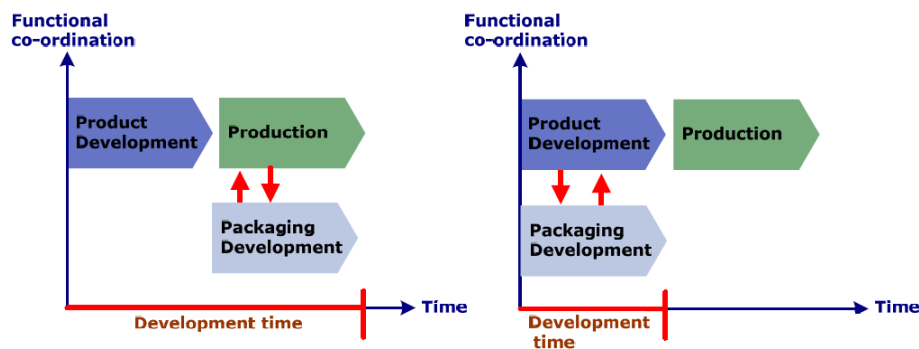 Functional
co-ordination
Product
Development
Production
Packaging
Development
Time
Development time
Functional
co-ordination
Product
Development
Production
Packaging
Development
Time
Development
time